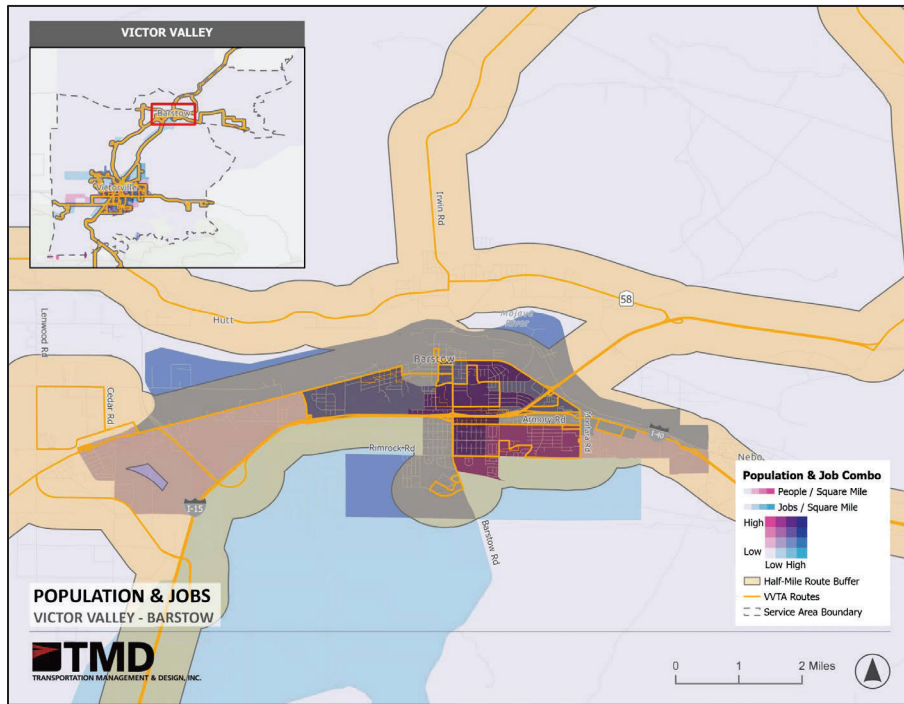 VICTOR VALLEY
Barstow
Victorville
Irwin Rd
58
Lenwood Rd
Hutt
Mojave River
Barstow
Cedar Rd
Armory Rd
I-40
Rimrock Rd
Nebo
I-15
Barstow Rd
Population & Job Combo
People / Square Mile
Jobs / Square Mile
High
Low
Low High
Half-Mile Route Buffer
VVTA Routes
Service Area Boundary
POPULATION & JOBS
VICTOR VALLEY - BARSTOW
TMD
TRANSPORTATION MANAGEMENT & DESIGN, INC.
0 1 2 Miles